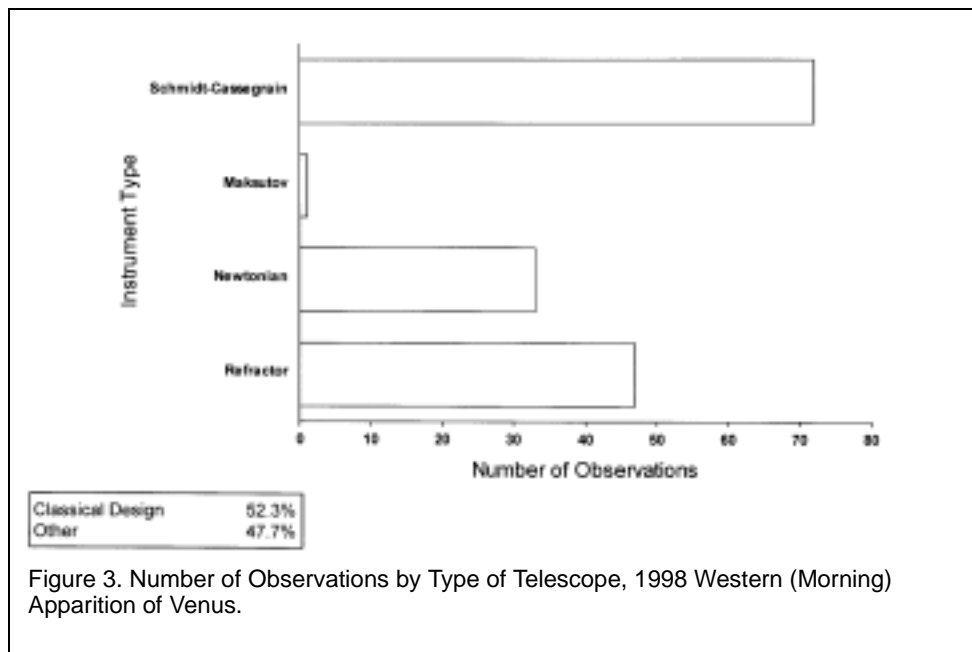 Schmidt-Cassegrain
Maksutov
Newtonian
Refractor
Instrument Type
0 10 20 30 40 50 60 70 80
Number of Observations
Classical Design 52.3%
Other 47.7%
Figure 3. Number of Observations by Type of Telescope, 1998 Western (Morning)
Apparition of Venus.